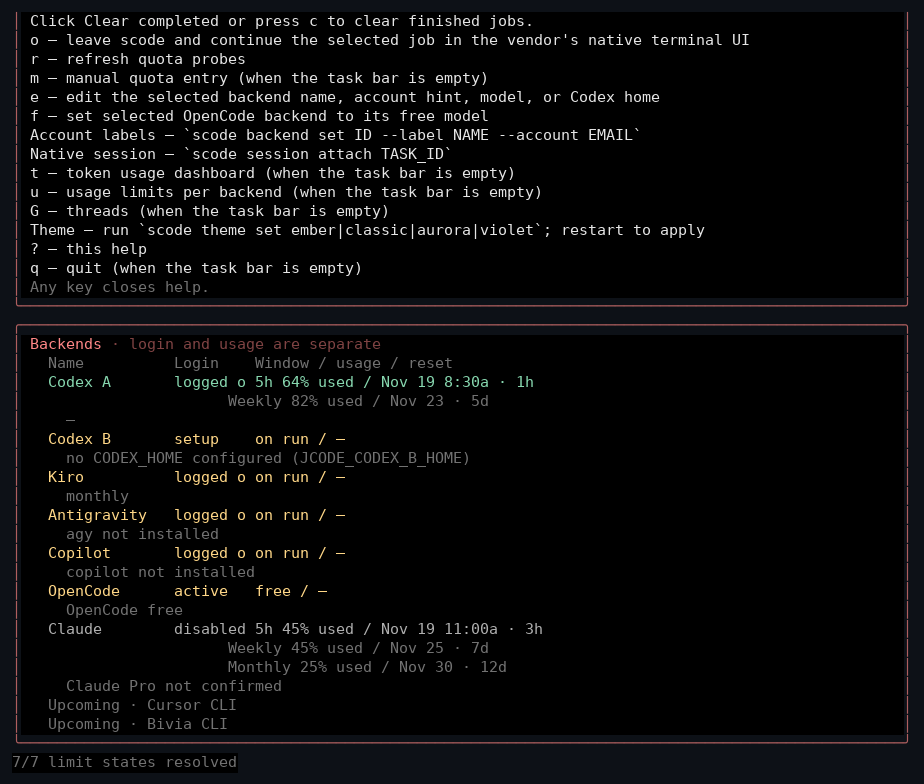 Click Clear completed or press c to clear finished jobs.
o — leave scode and continue the selected job in the vendor's native terminal UI
r — refresh quota probes
m — manual quota entry (when the task bar is empty)
e — edit the selected backend name, account hint, model, or Codex home
f — set selected OpenCode backend to its free model
Account labels — `scode backend set ID --label NAME --account EMAIL`
Native session — `scode session attach TASK_ID`
t — token usage dashboard (when the task bar is empty)
u — usage limits per backend (when the task bar is empty)
G — threads (when the task bar is empty)
Theme — run `scode theme set ember|classic|aurora|violet`; restart to apply
? — this help
q — quit (when the task bar is empty)
Any key closes help.
Backends · login and usage are separate
Name Login Window / usage / reset
Codex A logged o 5h 64% used / Nov 19 8:30a · 1h
Weekly 82% used / Nov 23 · 5d
—
Codex B setup on run / —
no CODEX_HOME configured (JCODE_CODEX_B_HOME)
Kiro logged o on run / —
monthly
Antigravity logged o on run / —
agy not installed
Copilot logged o on run / —
copilot not installed
OpenCode active free / —
OpenCode free
Claude disabled 5h 45% used / Nov 19 11:00a · 3h
Weekly 45% used / Nov 25 · 7d
Monthly 25% used / Nov 30 · 12d
Claude Pro not confirmed
Upcoming · Cursor CLI
Upcoming · Bivia CLI
7/7 limit states resolved